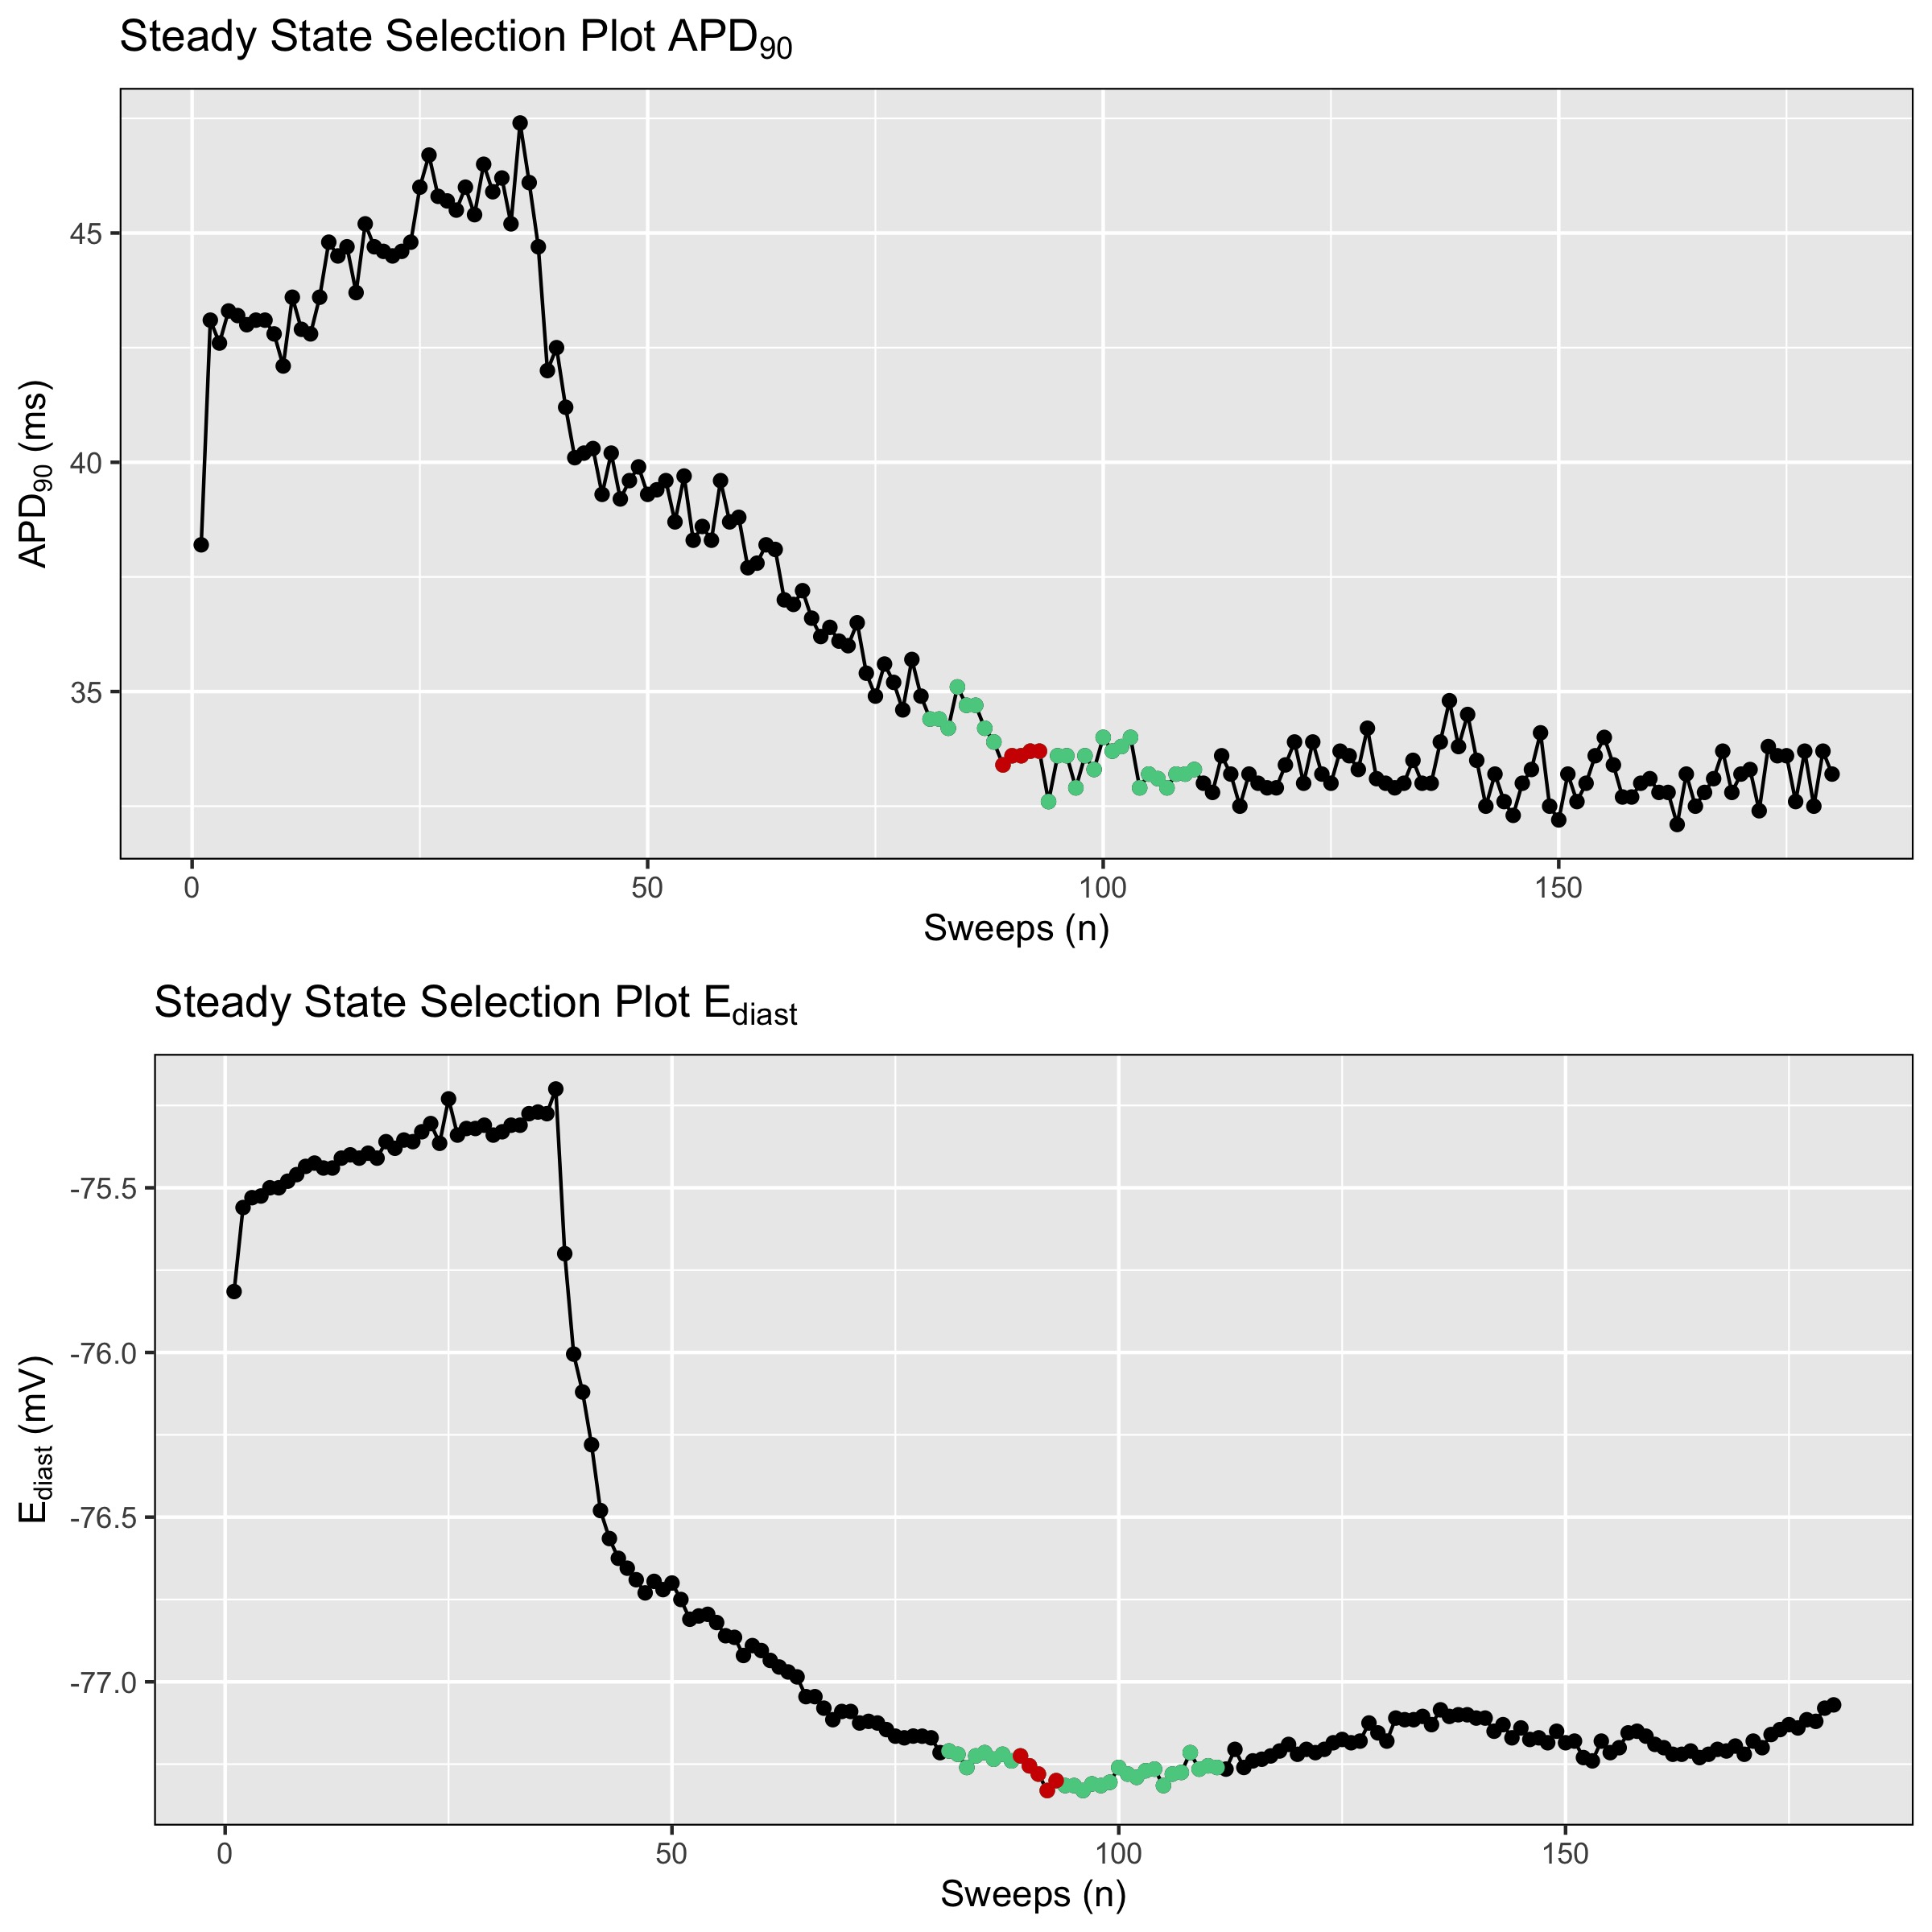 Steady State Selection Plot APD90
45
40
35
APD90 (ms)
0 50 100 150
Sweeps (n)
Steady State Selection Plot Ediast
-75.5
-76.0
-76.5
-77.0
Ediast (mV)
0 50 100 150
Sweeps (n)